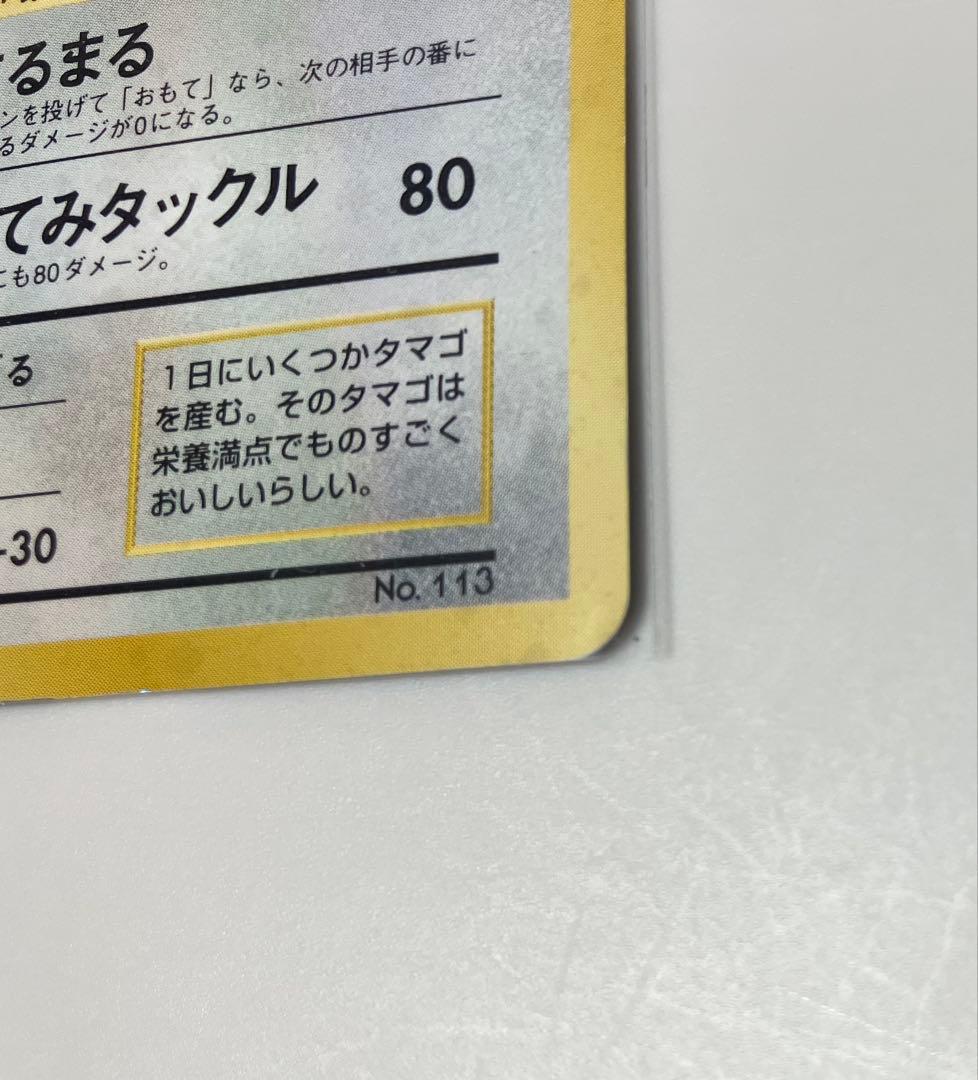 るまる
ンを投げて「おもて」なら、次の相手の番に
るダメージが0になる。
てみタックル 80
にも80ダメージ。
る
1日にいくつかタマゴ
を産む。そのタマゴは
栄養満点でものすごく
おいしいらしい。
-30
No. 113